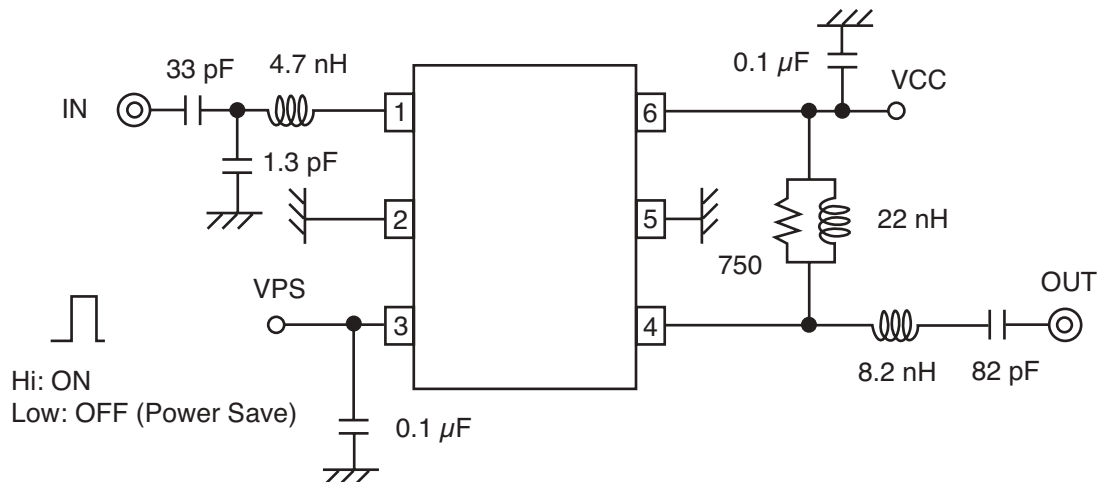 0.1 µF
VCC
33 pF
4.7 nH
IN
1
6
1.3 pF
2
5
22 nH
750
VPS
OUT
3
4
8.2 nH
82 pF
Hi: ON
Low: OFF (Power Save)
0.1 µF